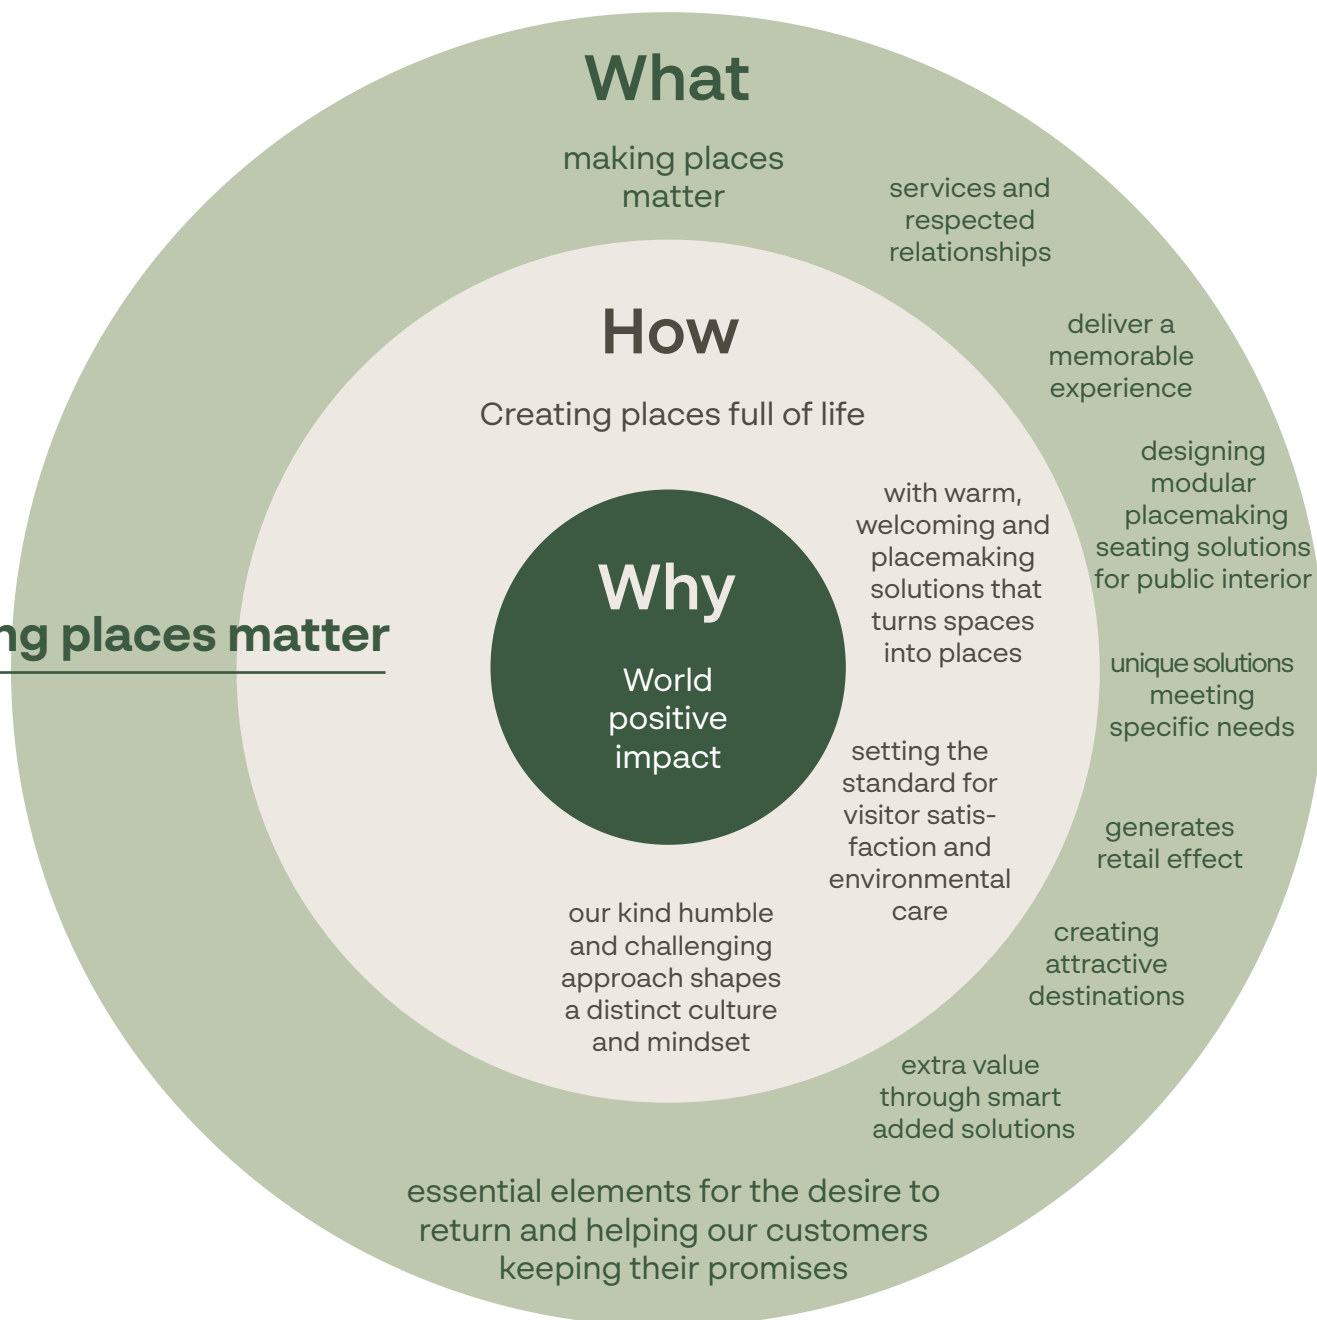 What
making places
matter
services and
respected
relationships
deliver a
memorable
experience
designing
modular
placemaking
seating solutions
for public interior
unique solutions
meeting
specific needs
generates
retail effect
creating
attractive
destinations
extra value
through smart
added solutions
essential elements for the desire to
return and helping our customers
keeping their promises
How
Creating places full of life
with warm,
welcoming and
placemaking
solutions that
turns spaces
into places
setting the
standard for
visitor satis-
faction and
environmental
care
our kind humble
and challenging
approach shapes
a distinct culture
and mindset
Why
World
positive
impact
places matter